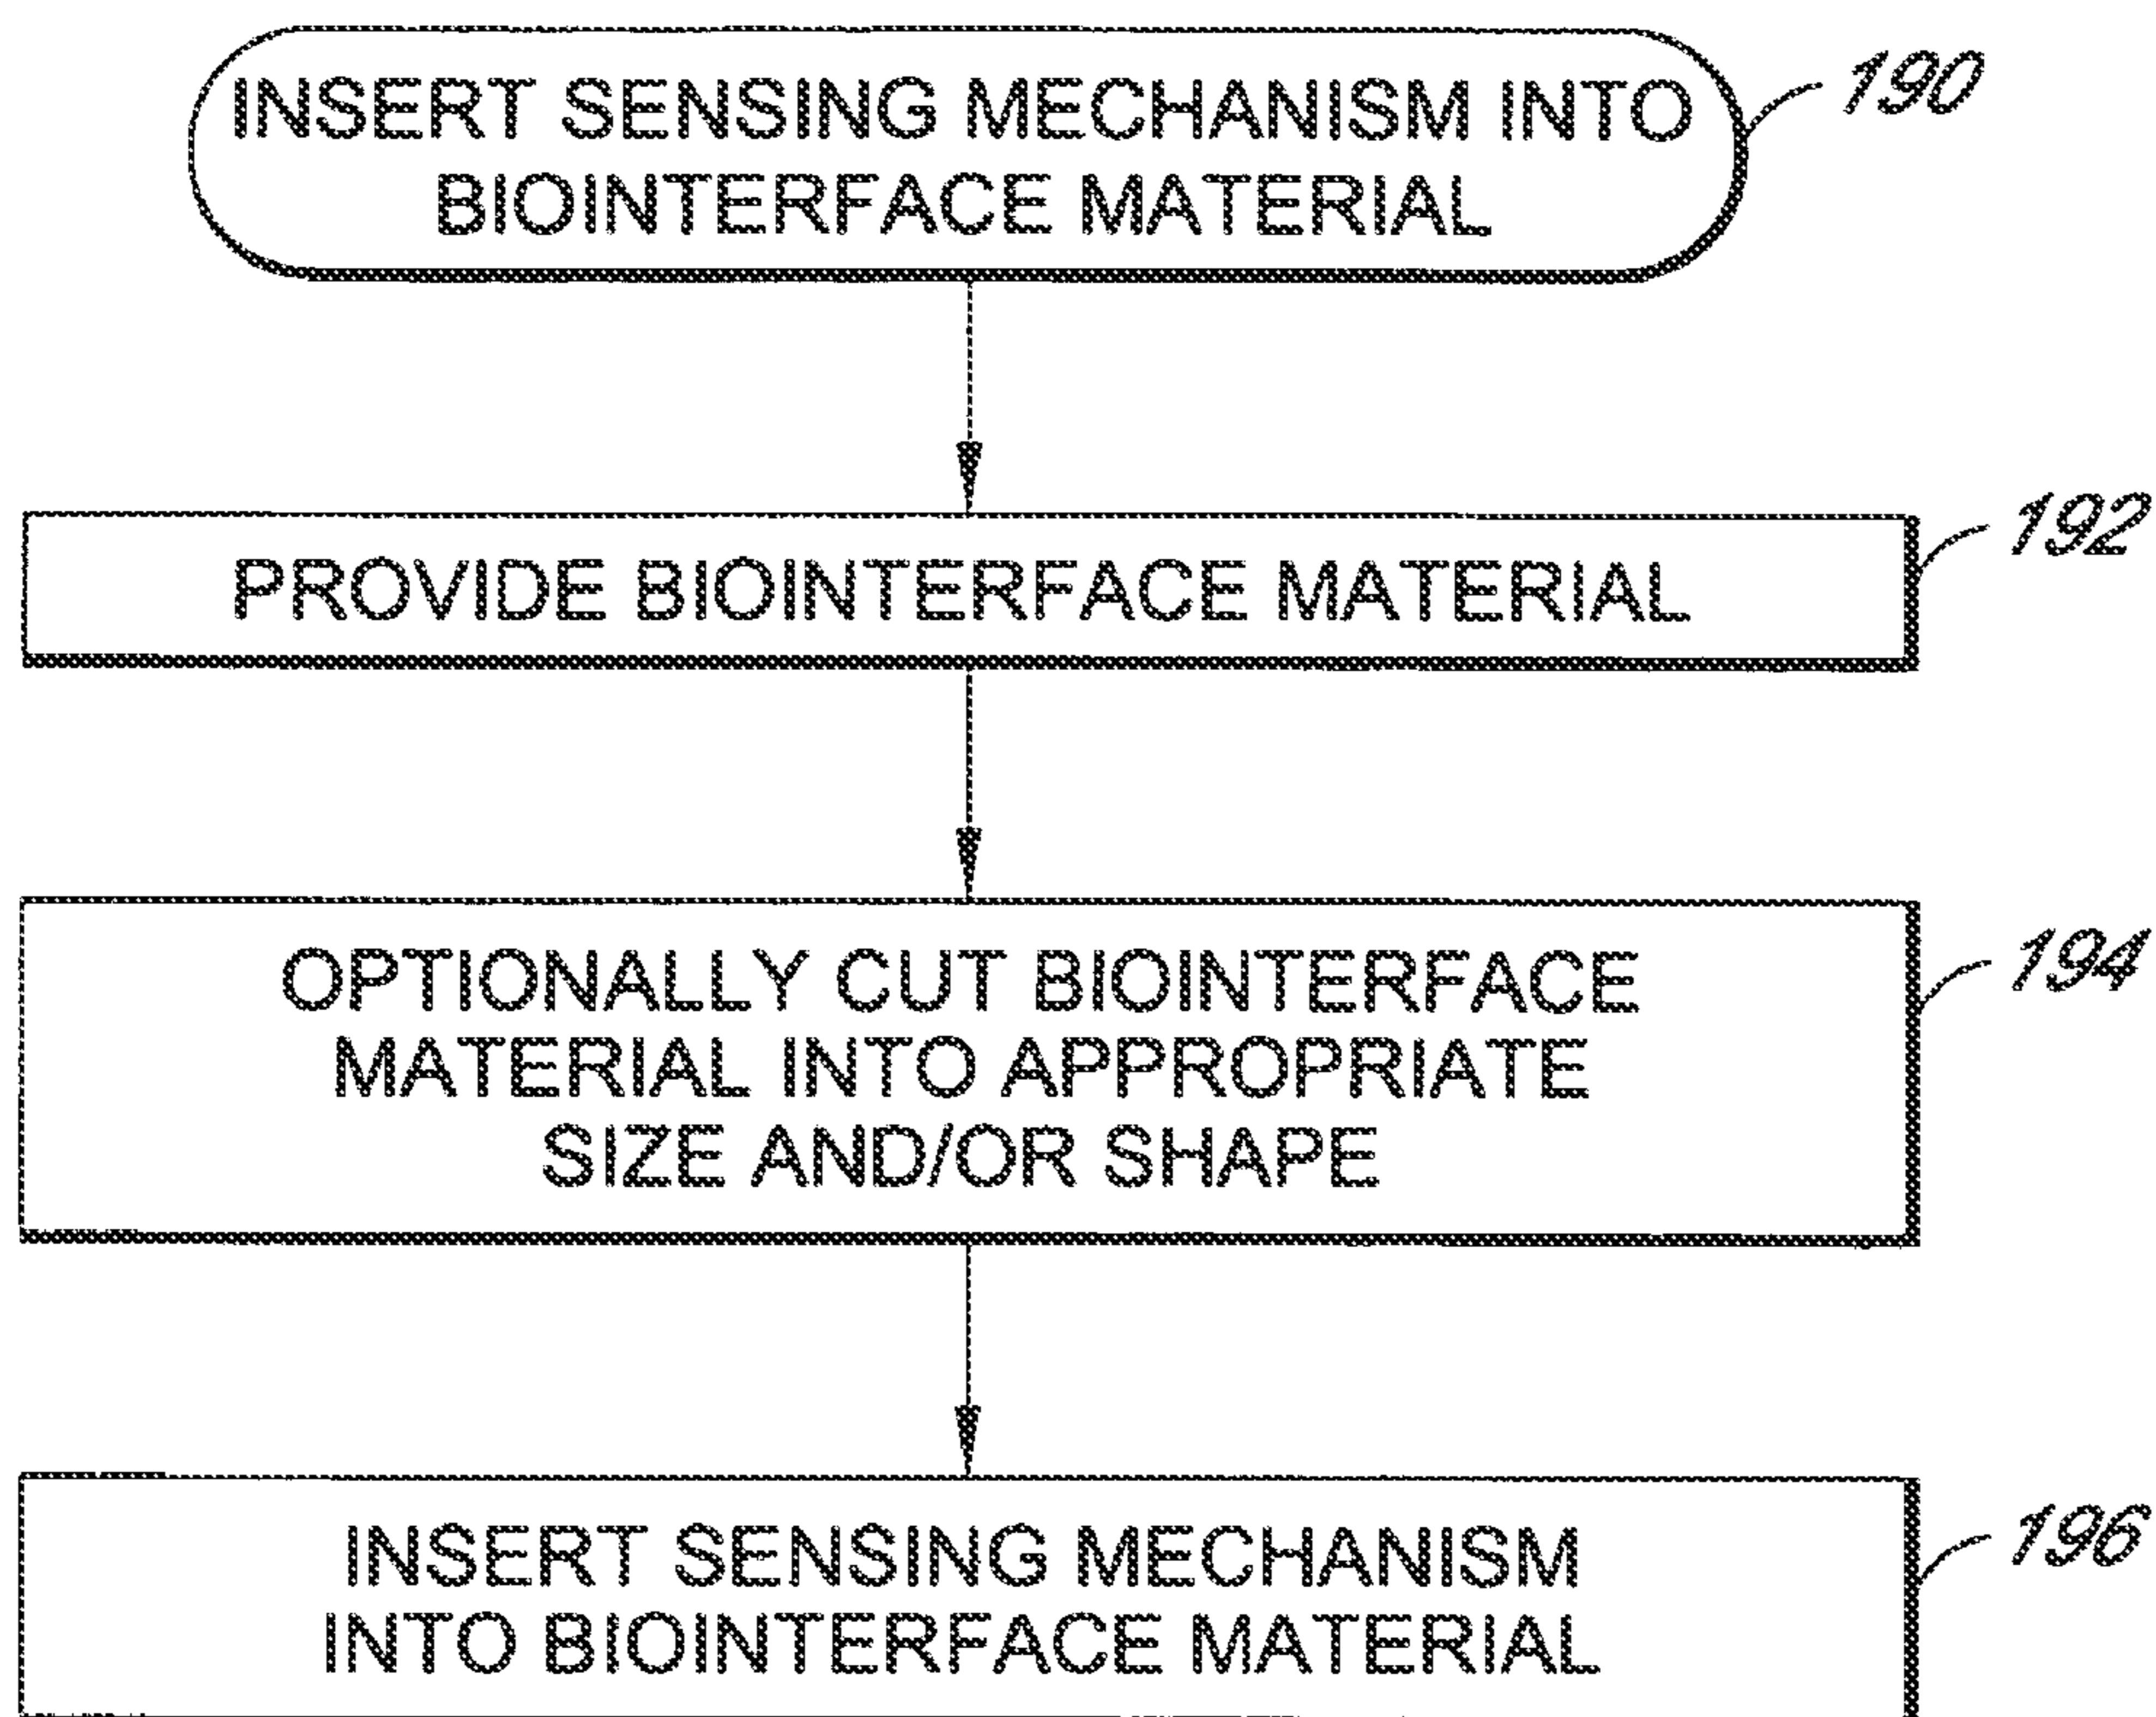 INSERT SENSING MECHANISM INTO
BIOINTERFACE MATERIAL
190
PROVIDE BIOINTERFACE MATERIAL
192
OPTIONALLY CUT BIOINTERFACE
MATERIAL INTO APPROPRIATE
SIZE AND/OR SHAPE
194
INSERT SENSING MECHANISM
INTO BIOINTERFACE MATERIAL
196